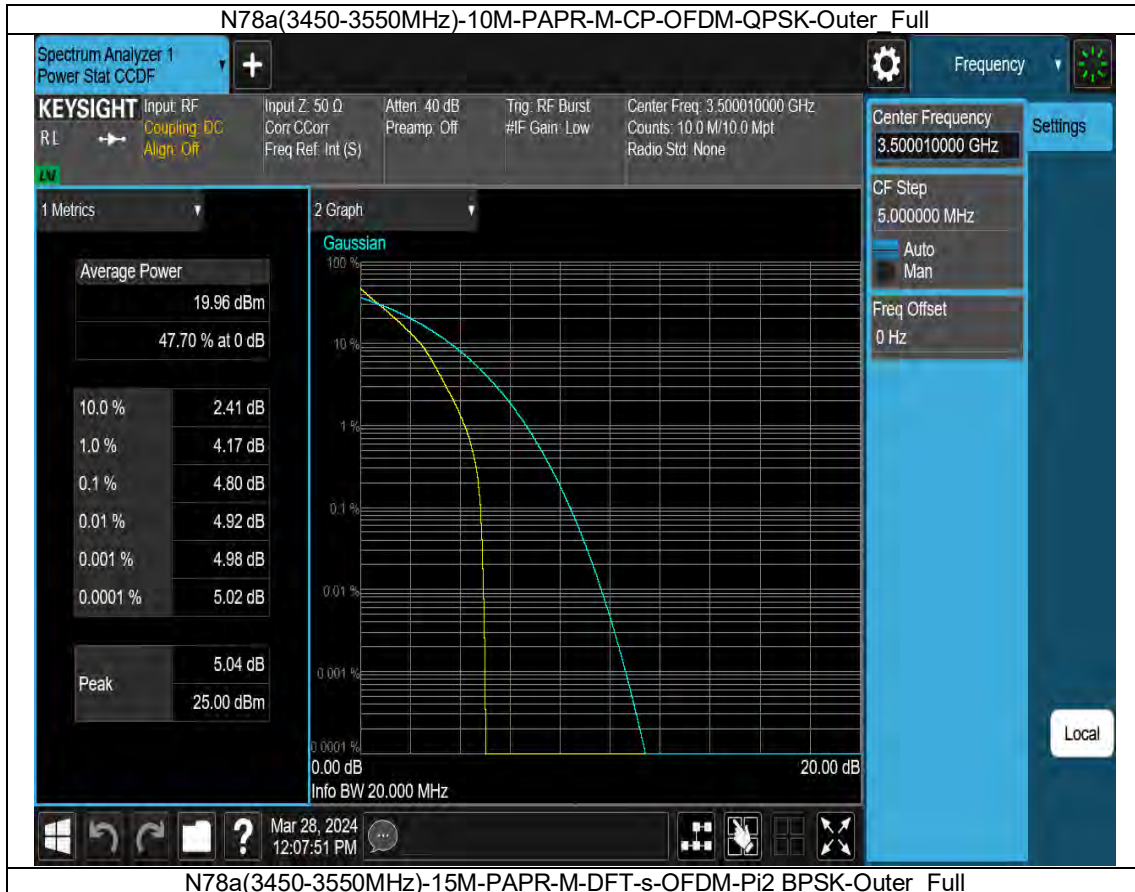 N78a(3450-3550MHz)-10M-PAPR-M-CP-OFDM-QPSK-Outer_Full
Spectrum Analyzer 1
Power Stat CCDF
+
Frequency
KEYSIGHT
RL
Input: RF
Coupling: DC
Align: Off
Input Z: 50 Ω
Corr CCorr
Freq Ref: Int (S)
Atten: 40 dB
Preamp: Off
Trig: RF Burst
#IF Gain: Low
Center Freq: 3.500010000 GHz
Counts: 10.0 M/10.0 Mpt
Radio Std: None
Center Frequency
3.500010000 GHz
Settings
CF Step
5.000000 MHz
Auto
Man
Freq Offset
0 Hz
1 Metrics
Average Power
19.96 dBm
47.70 % at 0 dB
10.0 % 2.41 dB
1.0 % 4.17 dB
0.1 % 4.80 dB
0.01 % 4.92 dB
0.001 % 4.98 dB
0.0001 % 5.02 dB
Peak
5.04 dB
25.00 dBm
2 Graph
Gaussian
100 %
10 %
1 %
0.1 %
0.01 %
0.001 %
0.0001 %
0.00 dB
20.00 dB
Info BW 20.000 MHz
Local
?
Mar 28, 2024
12:07:51 PM
N78a(3450-3550MHz)-15M-PAPR-M-DFT-s-OFDM-Pi2 BPSK-Outer_Full